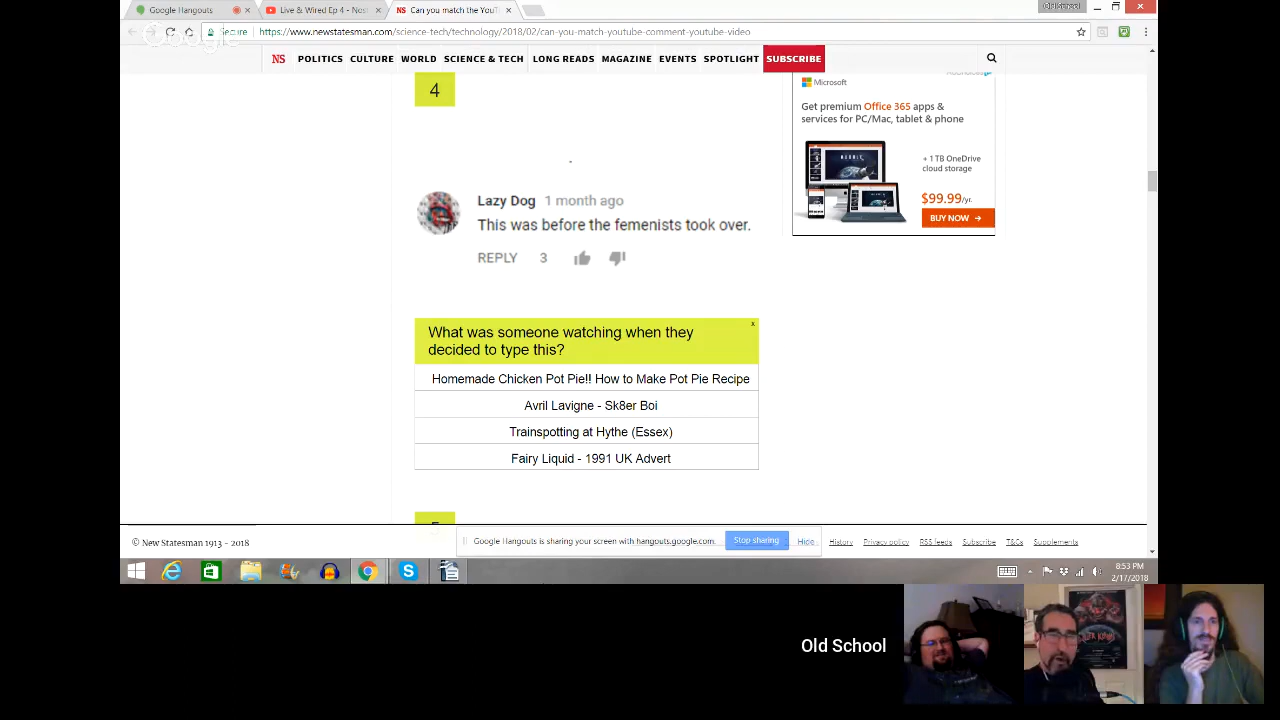 Google Hangouts
Live & Wired Ep 4 - Nos
Can you match the YouT
Old School
Google
Secure
https://www.newstatesman.com/science-tech/technology/2018/02/can-you-match-youtube-comment-youtube-video
NS POLITICS CULTURE WORLD SCIENCE & TECH LONG READS MAGAZINE EVENTS SPOTLIGHT SUBSCRIBE
4
Microsoft
Get premium Office 365 apps &
services for PC/Mac, tablet & phone
+ 1 TB OneDrive
cloud storage
$99.99/yr.
BUY NOW →
Lazy Dog 1 month ago
This was before the femenists took over.
REPLY 3
What was someone watching when they x
decided to type this?
Homemade Chicken Pot Pie!! How to Make Pot Pie Recipe
Avril Lavigne - Sk8er Boi
Trainspotting at Hythe (Essex)
Fairy Liquid - 1991 UK Advert
© New Statesman 1913 - 2018
Google Hangouts is sharing your screen with hangouts.google.com. Stop sharing Hide
History Privacy policy RSS feeds Subscribe T&Cs Supplements
8:53 PM
2/17/2018
Old School